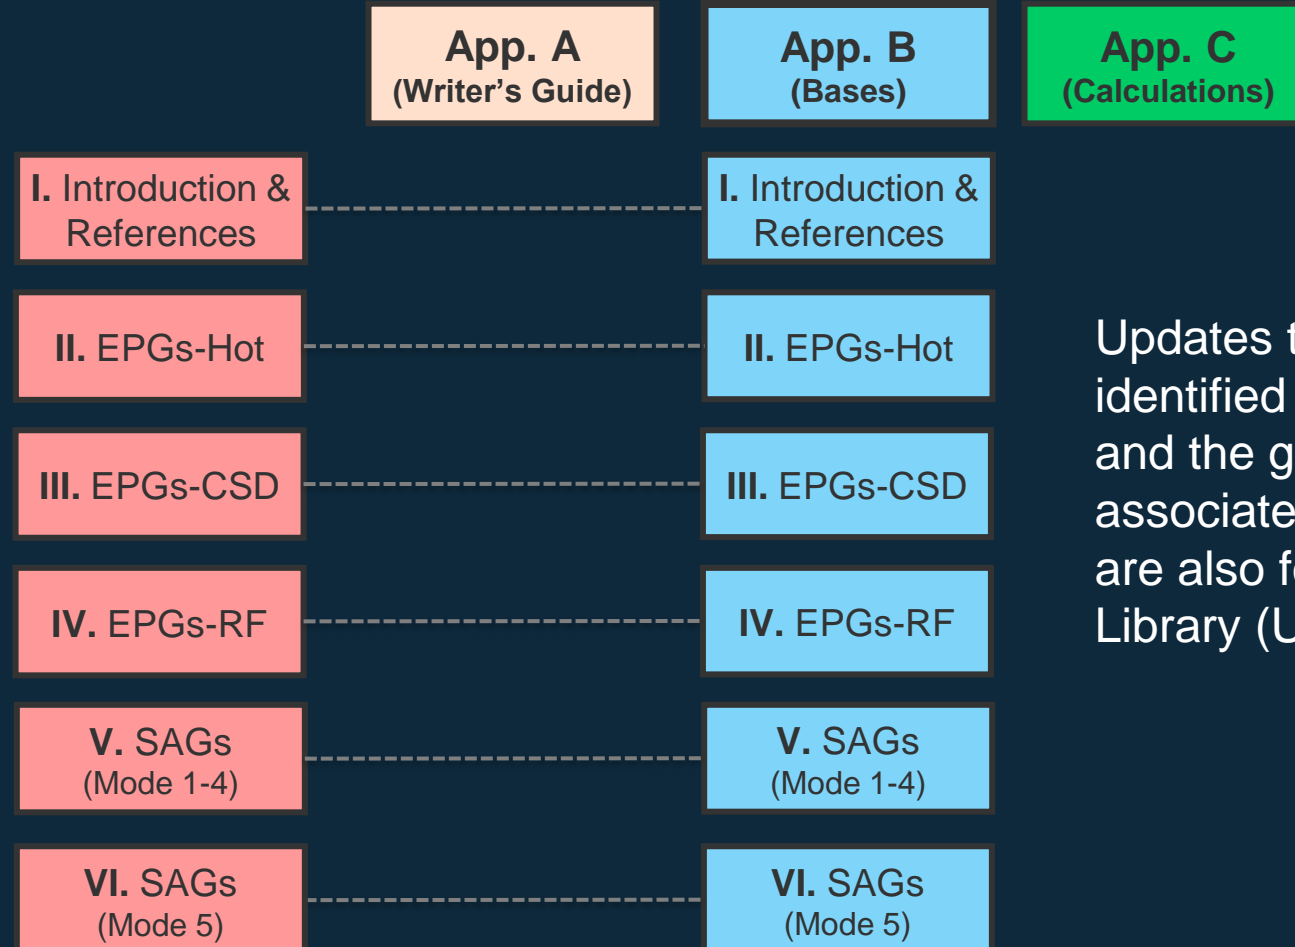 App. A
(Writer's Guide)
App. B
(Bases)
App. C
(Calculations)
I. Introduction &
References
I. Introduction &
References
II. EPGs-Hot
II. EPGs-Hot
III. EPGs-CSD
III. EPGs-CSD
IV. EPGs-RF
IV. EPGs-RF
V. SAGs
(Mode 1-4)
V. SAGs
(Mode 1-4)
VI. SAGs
(Mode 5)
VI. SAGs
(Mode 5)
Updates
identified
and the
are also
Library